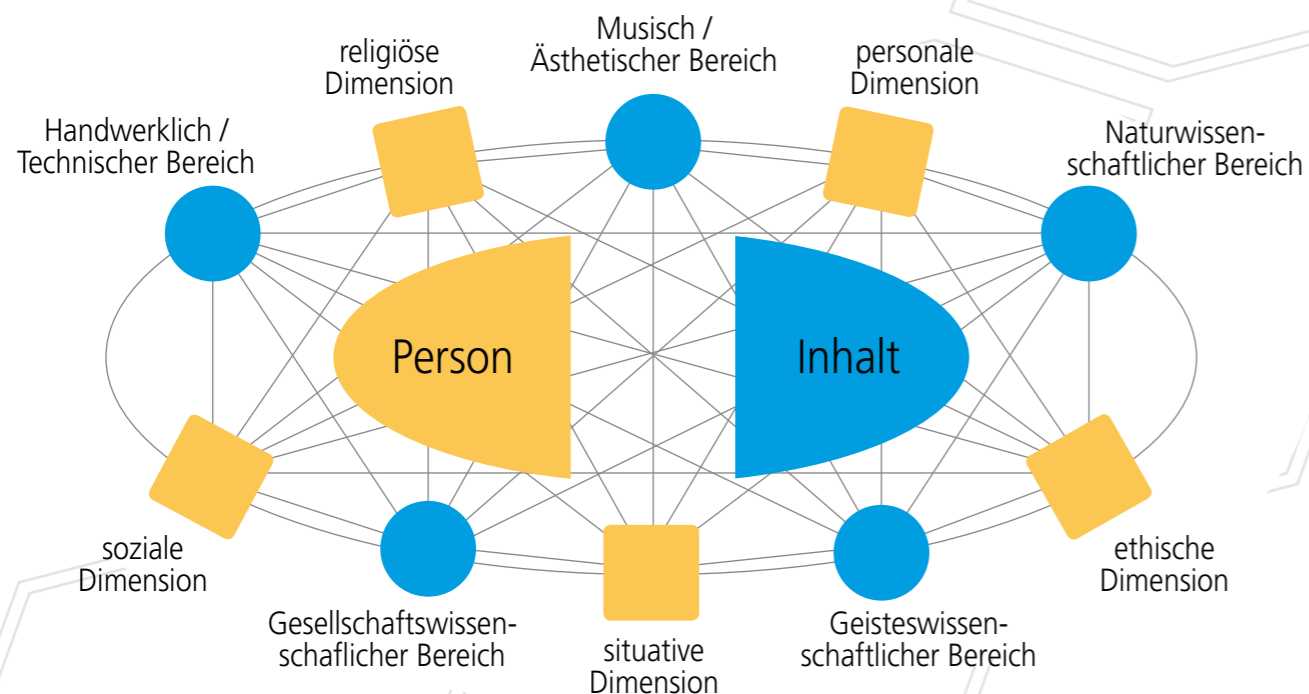 Musisch /
Ästhetischer Bereich
religiöse
Dimension
personale
Dimension
Handwerklich /
Technischer Bereich
Naturwissen-
schaftlicher Bereich
Person
Inhalt
soziale
Dimension
ethische
Dimension
Gesellschaftswissen-
schaflicher Bereich
situative
Dimension
Geisteswissen-
schaftlicher Bereich